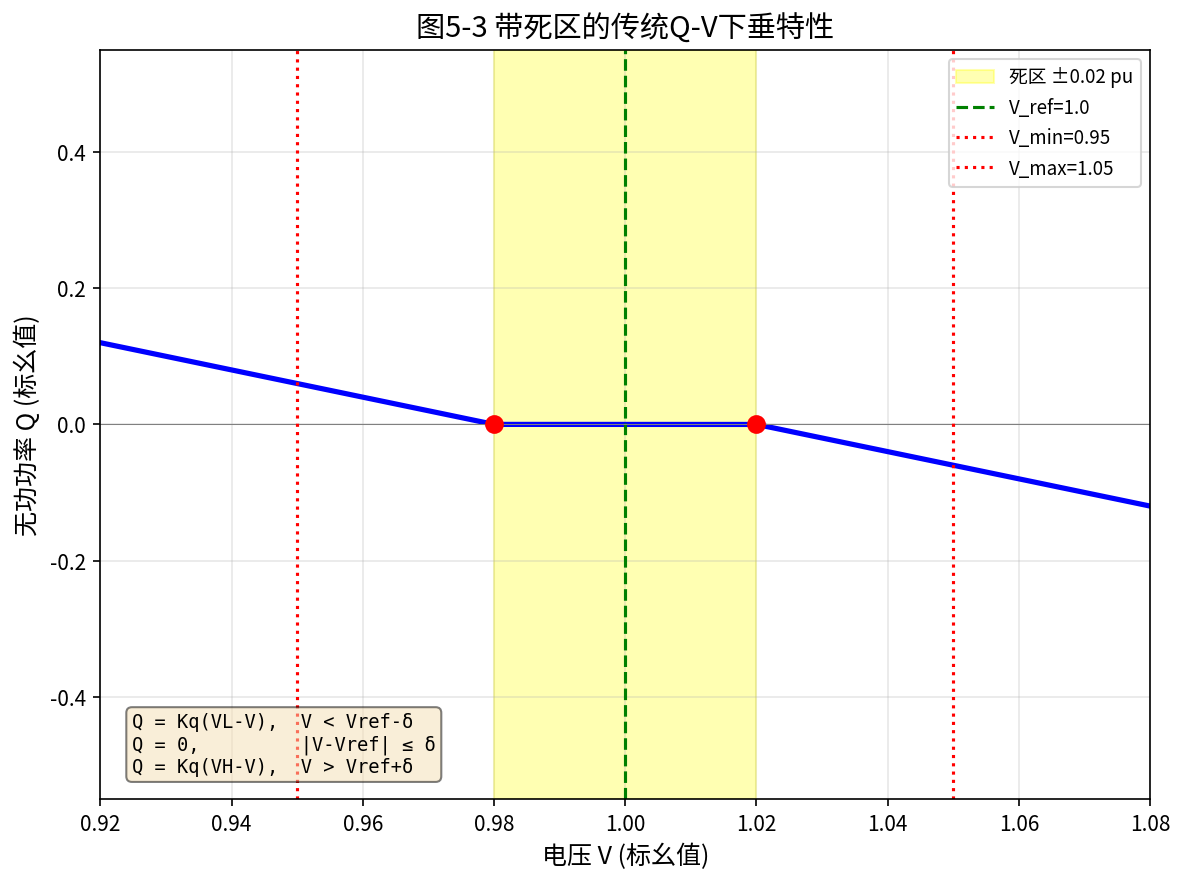 图5-3 带死区的传统Q-V下垂特性
死区 ±0.02 pu
V_ref=1.0
V_min=0.95
V_max=1.05
无功功率 Q (标幺值)
0.4
0.2
0.0
-0.2
-0.4
Q = Kq(VL-V), V < Vref-δ
Q = 0, |V-Vref| ≤ δ
Q = Kq(VH-V), V > Vref+δ
0.92 0.94 0.96 0.98 1.00 1.02 1.04 1.06 1.08
电压 V (标幺值)